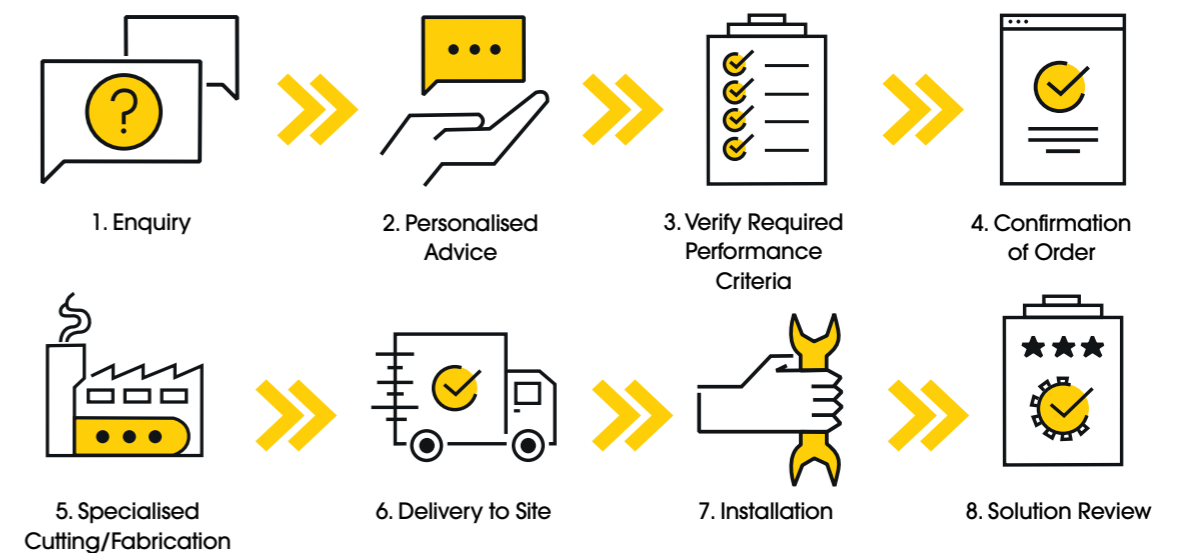 ?
1. Enquiry
2. Personalised
Advice
3. Verify Required
Performance
Criteria
4. Confirmation
of Order
5. Specialised
Cutting/Fabrication
6. Delivery to Site
7. Installation
8. Solution Review